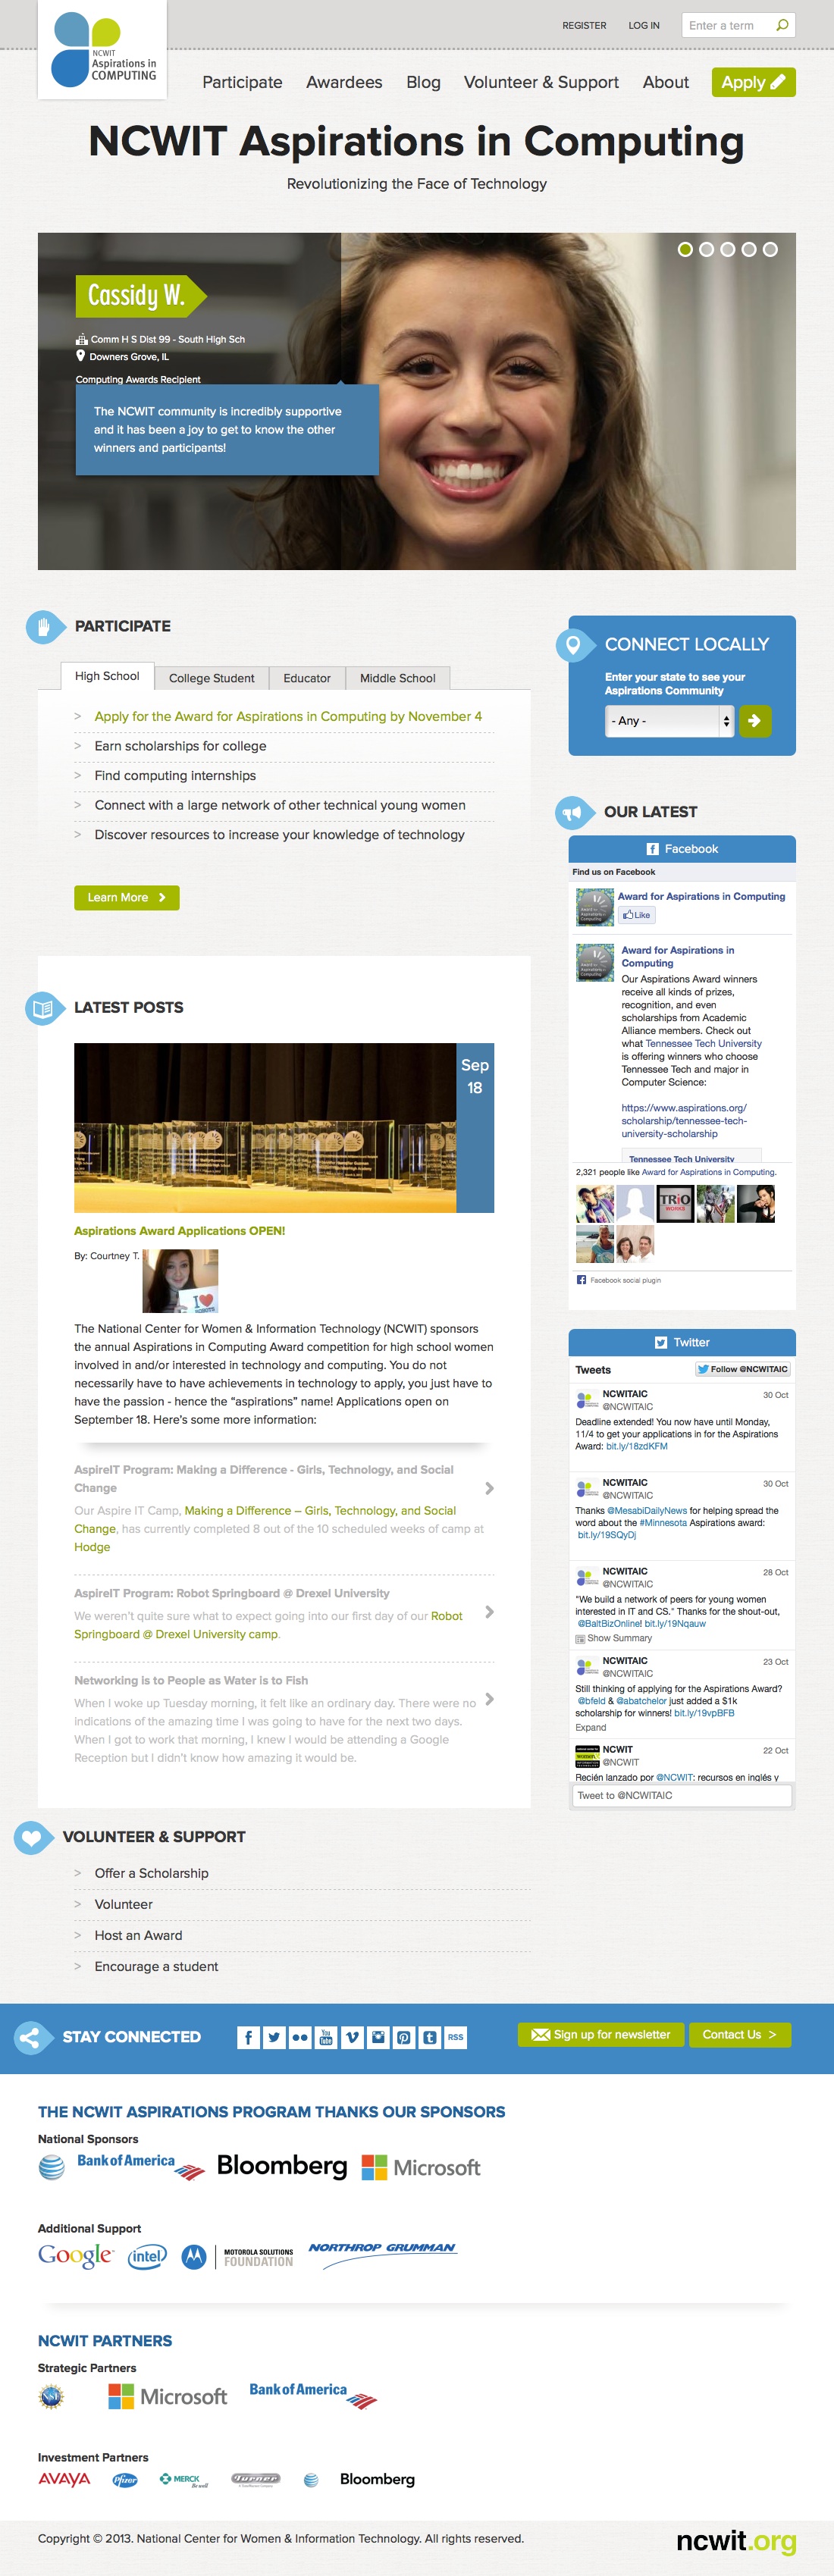 REGISTER
LOG IN
Enter a term
NCWIT
Aspirations in
COMPUTING
Participate
Awardees
Blog
Volunteer & Support
About
Apply
NCWIT Aspirations in Computing
Revolutionizing the Face of Technology
Cassidy W.
Comm H S Dist 99 - South High Sch
Downers Grove, IL
Computing Awards Recipient
The NCWIT community is incredibly supportive
and it has been a joy to get to know the other
winners and participants!
PARTICIPATE
High School
College Student
Educator
Middle School
> Apply for the Award for Aspirations in Computing by November 4
> Earn scholarships for college
> Find computing internships
> Connect with a large network of other technical young women
> Discover resources to increase your knowledge of technology
Learn More
CONNECT LOCALLY
Enter your state to see your
Aspirations Community
- Any -
OUR LATEST
Facebook
Find us on Facebook
Award for Aspirations in Computing
Like
Award for Aspirations in
Computing
Our Aspirations Award winners
receive all kinds of prizes,
recognition, and even
scholarships from Academic
Alliance members. Check out
what Tennessee Tech University
is offering winners who choose
Tennessee Tech and major in
Computer Science:
https://www.aspirations.org/
scholarship/tennessee-tech-
university-scholarship
Tennessee Tech University
2,321 people like Award for Aspirations in Computing.
TRiO
WORKS
Facebook social plugin
LATEST POSTS
Sep
18
Aspirations Award Applications OPEN!
By: Courtney T.
I
The National Center for Women & Information Technology (NCWIT) sponsors
the annual Aspirations in Computing Award competition for high school women
involved in and/or interested in technology and computing. You do not
necessarily have to have achievements in technology to apply, you just have to
have the passion - hence the “aspirations” name! Applications open on
September 18. Here’s some more information:
AspireIT Program: Making a Difference - Girls, Technology, and Social
Change
Our Aspire IT Camp, Making a Difference – Girls, Technology, and Social
Change, has currently completed 8 out of the 10 scheduled weeks of camp at
Hodge
AspireIT Program: Robot Springboard @ Drexel University
We weren’t quite sure what to expect going into our first day of our Robot
Springboard @ Drexel University camp.
Networking is to People as Water is to Fish
When I woke up Tuesday morning, it felt like an ordinary day. There were no
indications of the amazing time I was going to have for the next two days.
When I got to work that morning, I knew I would be attending a Google
Reception but I didn’t know how amazing it would be.
Twitter
Tweets
Follow @NCWITAIC
NCWITAIC
30 Oct
@NCWITAIC
Deadline extended! You now have until Monday,
11/4 to get your applications in for the Aspirations
Award: bit.ly/18zdKFM
NCWITAIC
30 Oct
@NCWITAIC
Thanks @MesabiDailyNews for helping spread the
word about the #Minnesota Aspirations award:
bit.ly/19SQyDj
NCWITAIC
28 Oct
@NCWITAIC
"We build a network of peers for young women
interested in IT and CS." Thanks for the shout-out,
@BaltBizOnline! bit.ly/19Nqauw
Show Summary
NCWITAIC
23 Oct
@NCWITAIC
Still thinking of applying for the Aspirations Award?
@bfeld & @abatchelor just added a $1k
scholarship for winners! bit.ly/19vpBFB
Expand
NCWIT
22 Oct
@NCWIT
Recién lanzado por @NCWIT: recursos en inglés y
Tweet to @NCWITAIC
VOLUNTEER & SUPPORT
> Offer a Scholarship
> Volunteer
> Host an Award
> Encourage a student
STAY CONNECTED
You
Tube
RSS
Sign up for newsletter
Contact Us >
THE NCWIT ASPIRATIONS PROGRAM THANKS OUR SPONSORS
National Sponsors
Bank of America
Bloomberg
Microsoft
Additional Support
Google
intel
MOTOROLA SOLUTIONS
FOUNDATION
NORTHROP GRUMMAN
NCWIT PARTNERS
Strategic Partners
NSF
Microsoft
Bank of America
Investment Partners
AVAYA
Pfizer
MERCK
Be well
Turner
Bloomberg
Copyright © 2013. National Center for Women & Information Technology. All rights reserved.
ncwit.org